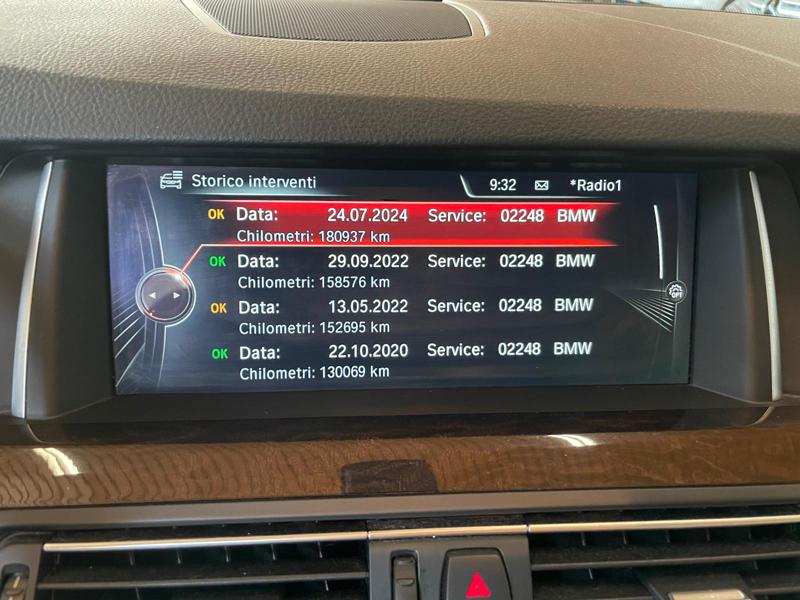 Storico interventi 9:32 *Radio1
OK Data: 24.07.2024 Service: 02248 BMW
Chilometri: 180937 km
OK Data: 29.09.2022 Service: 02248 BMW
Chilometri: 158576 km
OK Data: 13.05.2022 Service: 02248 BMW
Chilometri: 152695 km
OK Data: 22.10.2020 Service: 02248 BMW
Chilometri: 130069 km
OPT